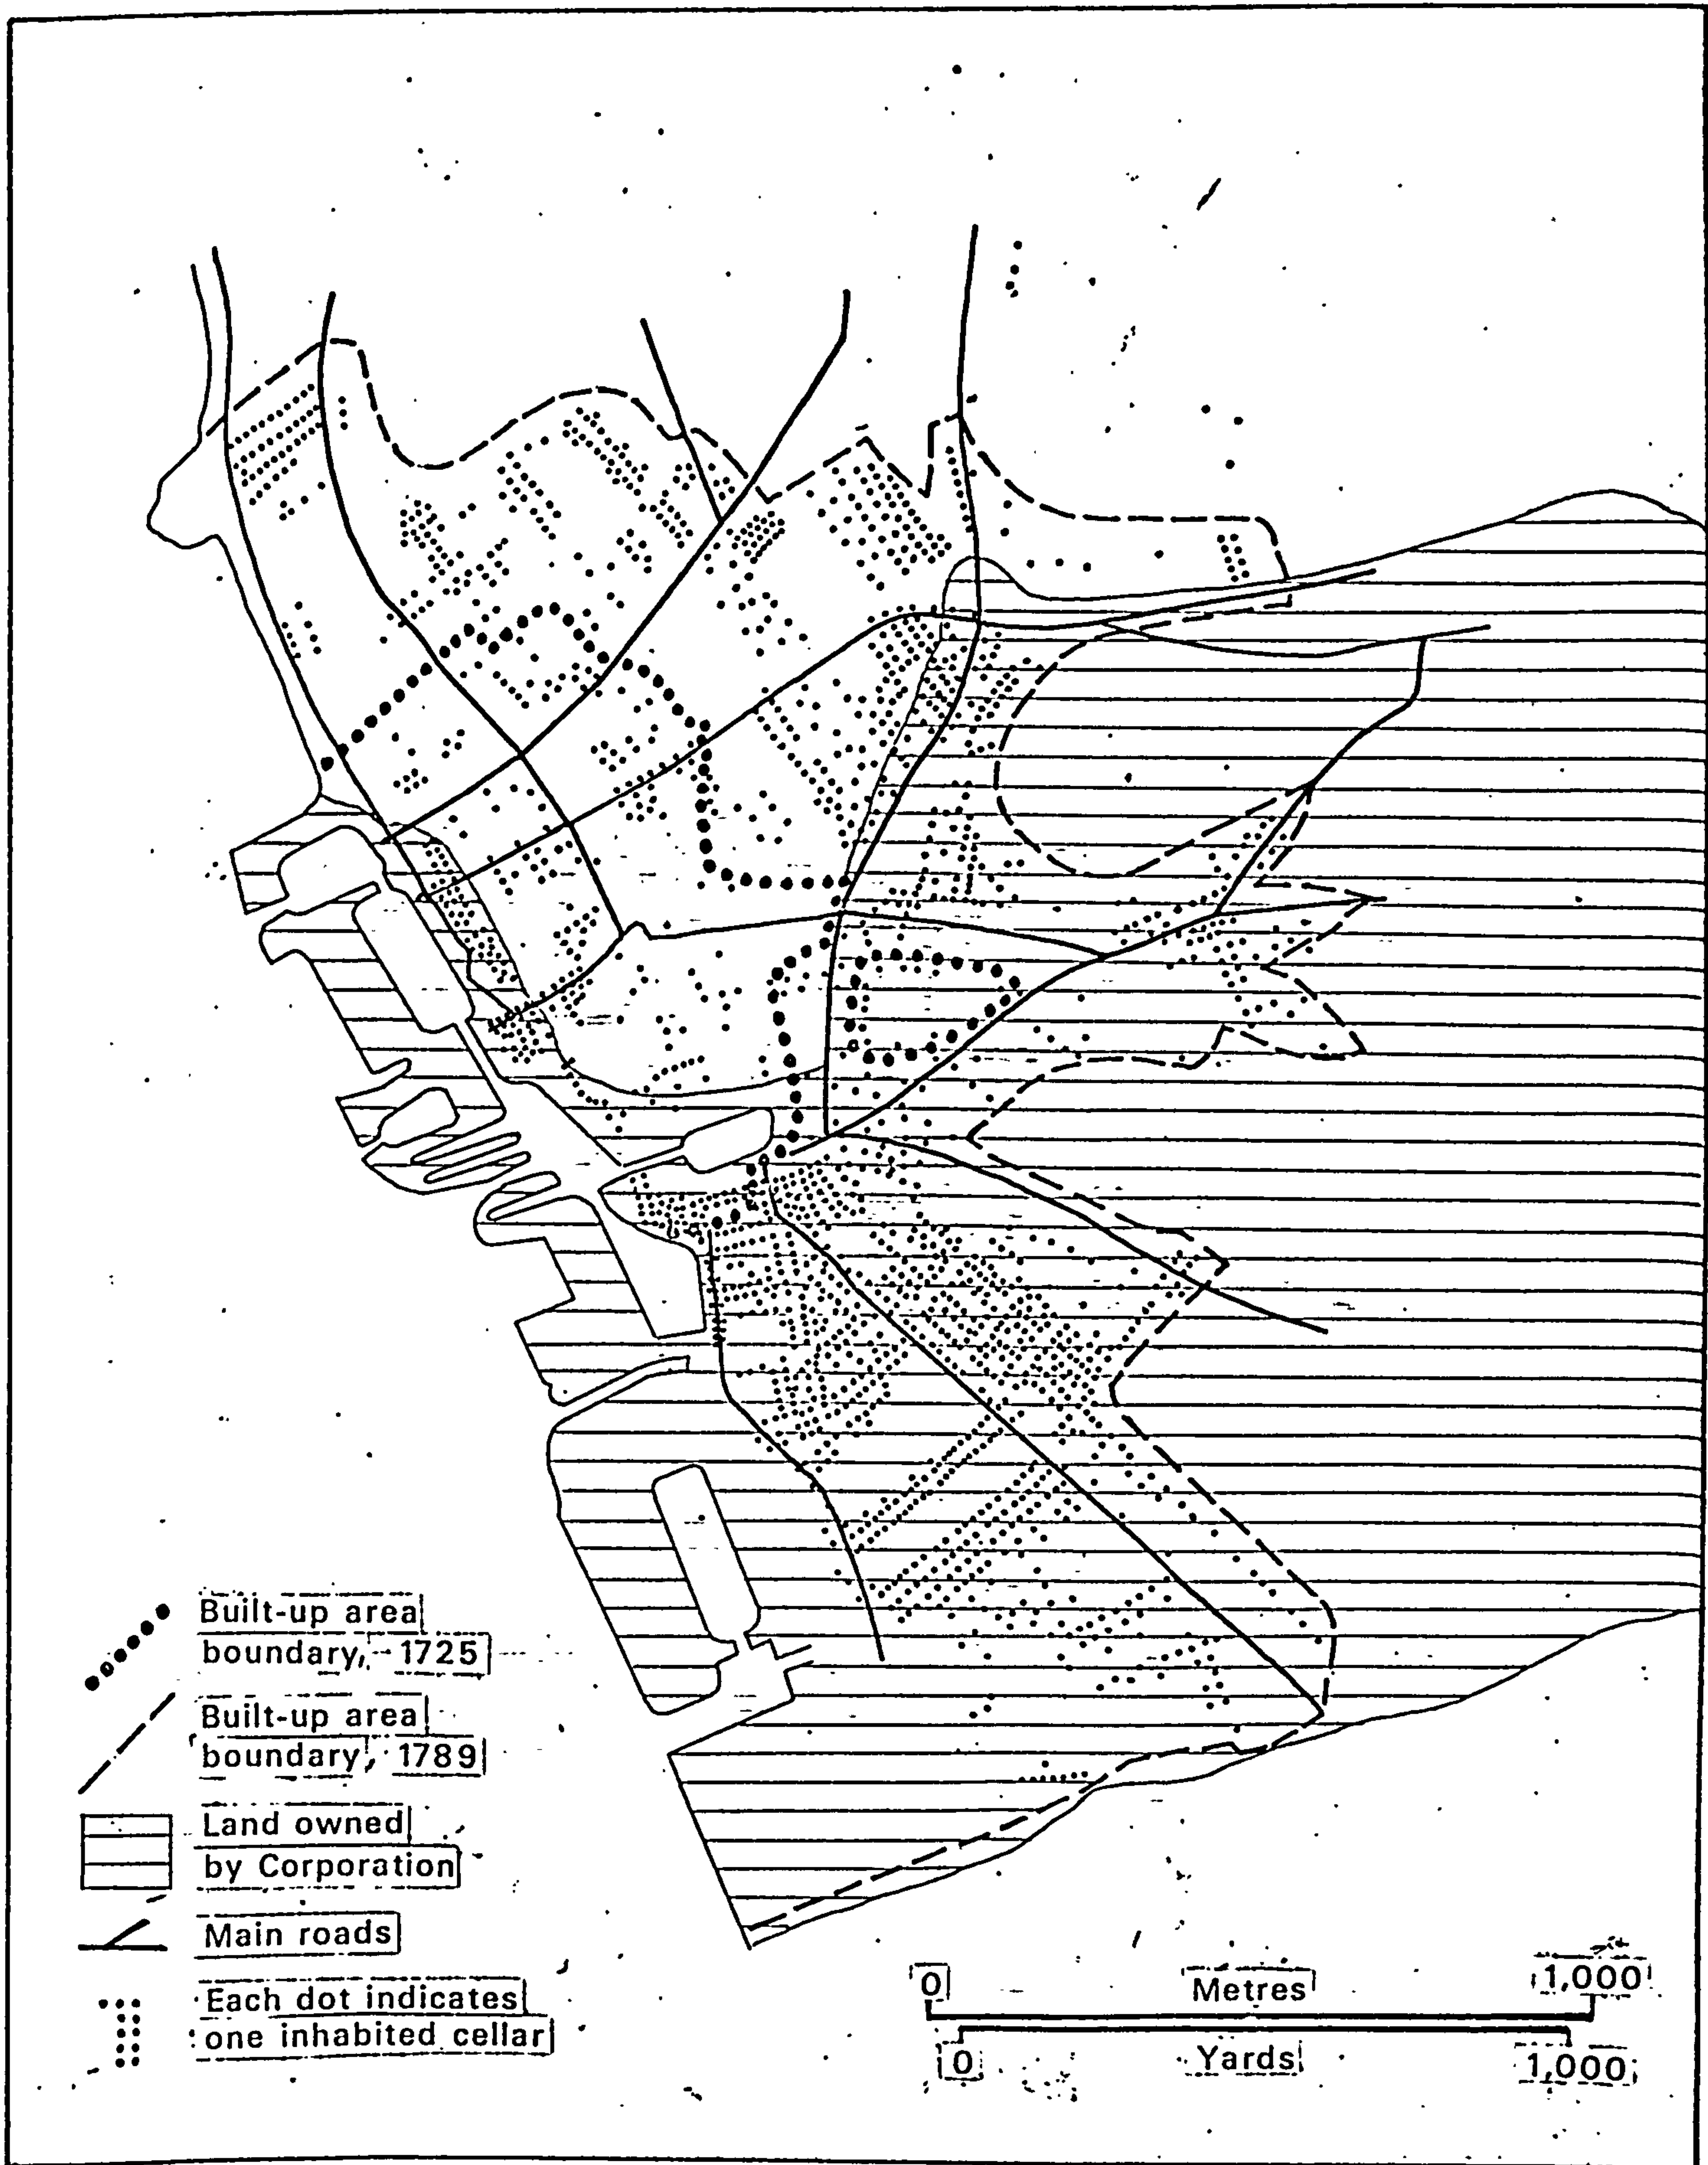 Built-up area
boundary, 1725
Built-up area
boundary, 1789
Land owned
by Corporation
Main roads
Each dot indicates
one inhabited cellar
0 Metres 1,000
0 Yards 1,000